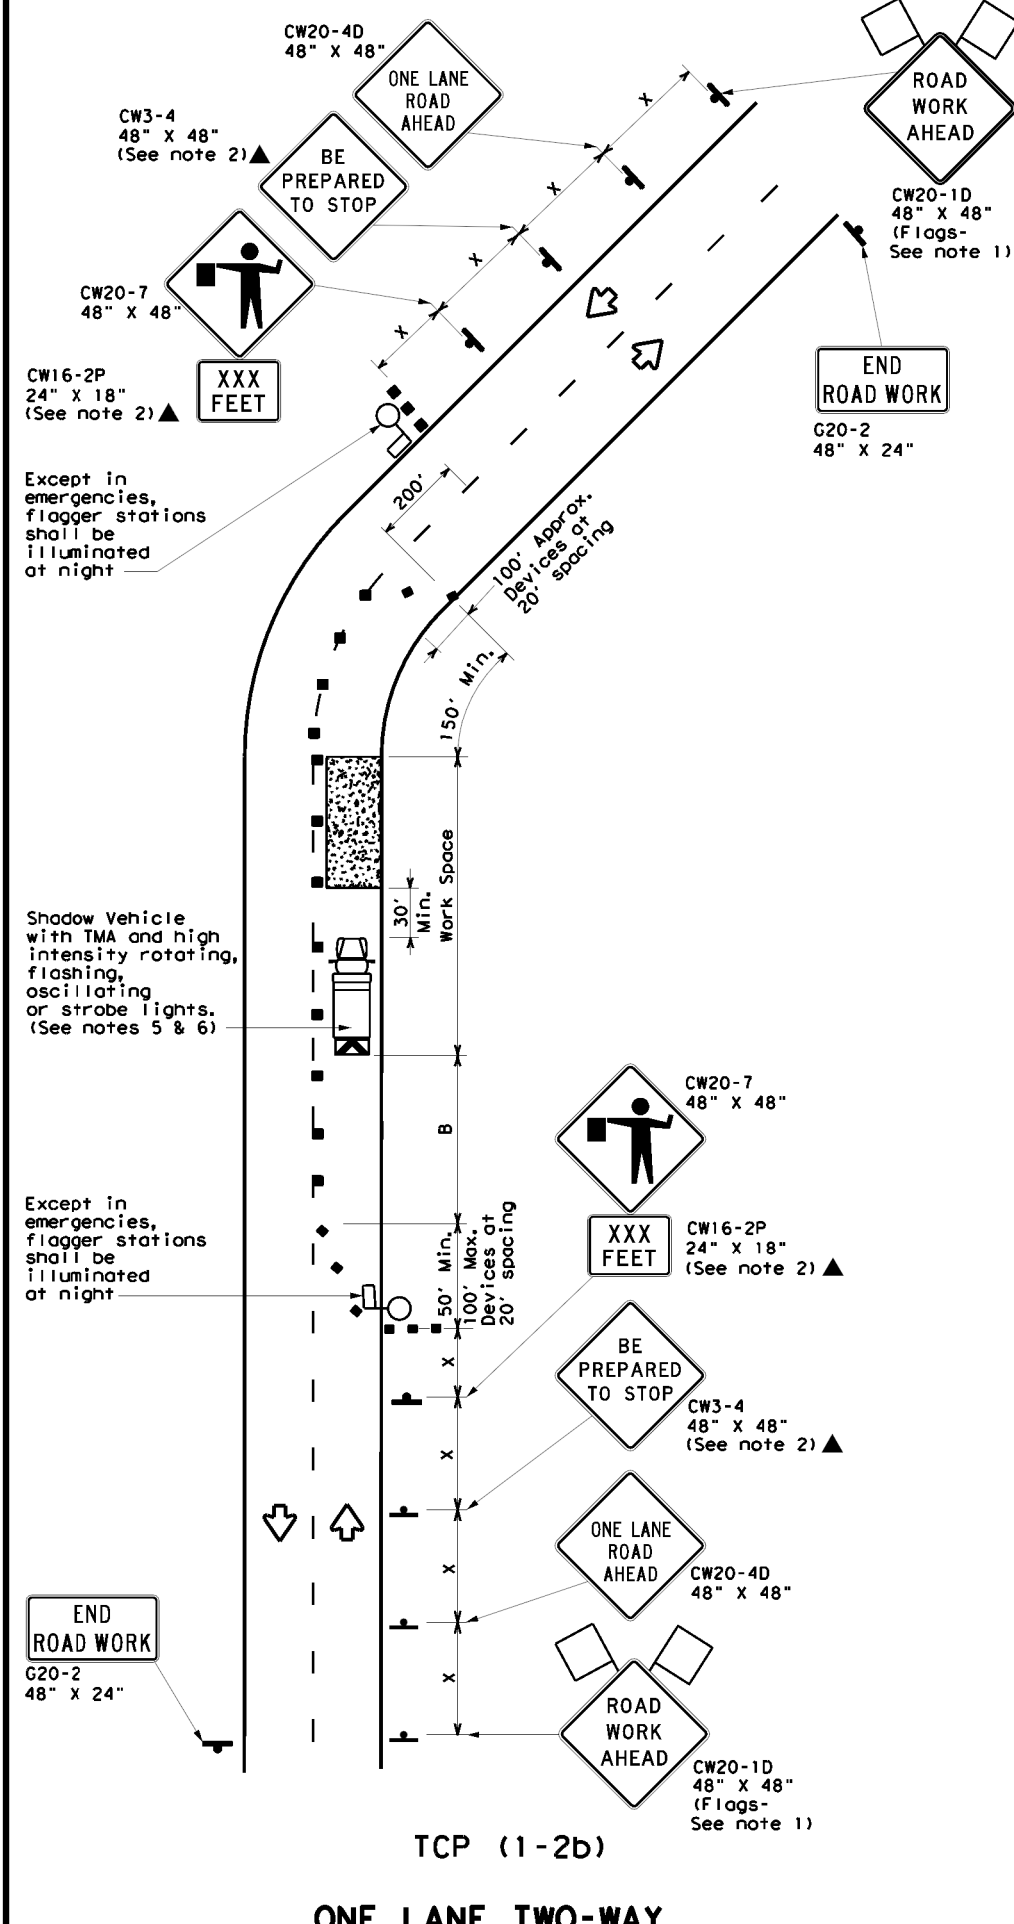 CW20-4D
48" X 48"
ONE LANE
ROAD
AHEAD
ROAD
WORK
AHEAD
CW3-4
48" X 48"
(See note 2)
BE
PREPARED
TO STOP
CW20-1D
48" X 48"
(Flags-
See note 1)
X
X
X
X
CW20-7
48" X 48"
CW16-2P
24" X 18"
(See note 2)
XXX
FEET
END
ROAD WORK
G20-2
48" X 24"
Except in
emergencies,
flagger stations
shall be
illuminated
at night
200'
100' Approx.
Devices at
20' spacing
150' Min.
Work Space
30'
Min.
Shadow Vehicle
with TMA and high
intensity rotating,
flashing,
oscillating
or strobe lights.
(See notes 5 & 6)
B
CW20-7
48" X 48"
Except in
emergencies,
flagger stations
shall be
illuminated
at night
50' Min.
100' Max.
Devices at
20' spacing
XXX
FEET
CW16-2P
24" X 18"
(See note 2)
X
X
X
X
BE
PREPARED
TO STOP
CW3-4
48" X 48"
(See note 2)
ONE LANE
ROAD
AHEAD
CW20-4D
48" X 48"
END
ROAD WORK
G20-2
48" X 24"
ROAD
WORK
AHEAD
CW20-1D
48" X 48"
(Flags-
See note 1)
TCP (1-2b)
ONE LANE TWO-WAY